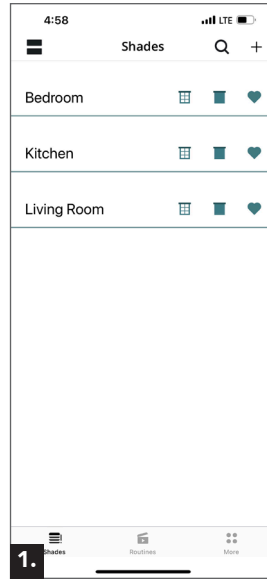 4:58 LTE
Shades
Bedroom
Kitchen
Living Room
1.
Shades Routines More